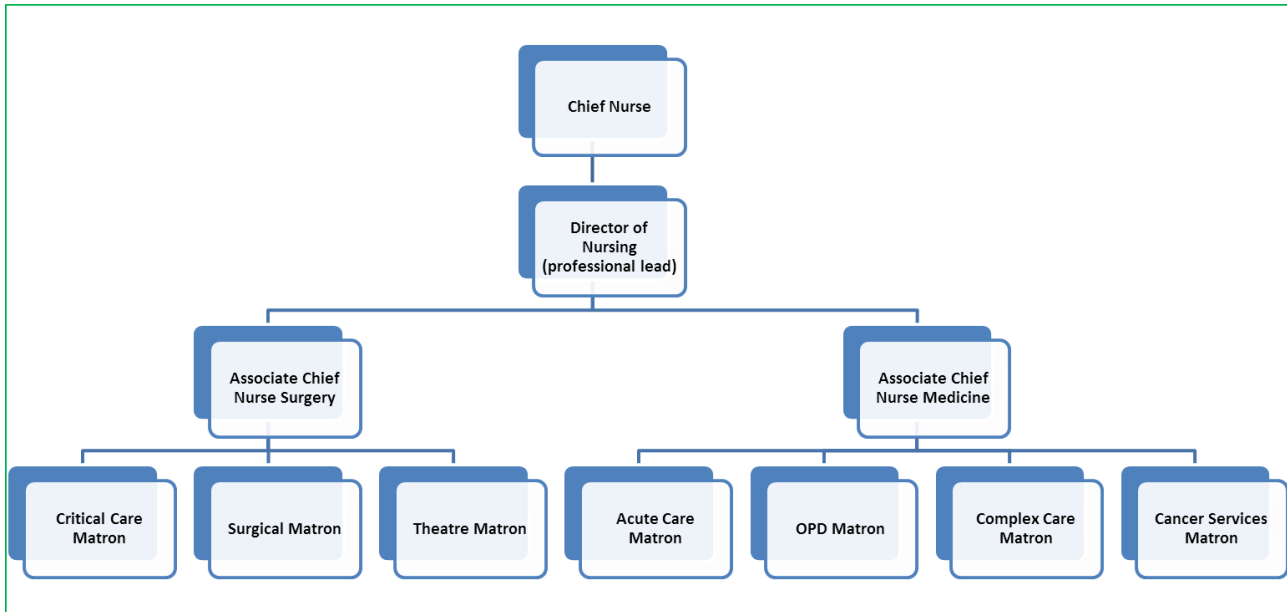 Chief Nurse
Director of
Nursing
(professional lead)
Associate Chief
Nurse Surgery
Associate Chief
Nurse Medicine
Critical Care
Matron
Surgical Matron
Theatre Matron
Acute Care
Matron
OPD Matron
Complex Care
Matron
Cancer Services
Matron